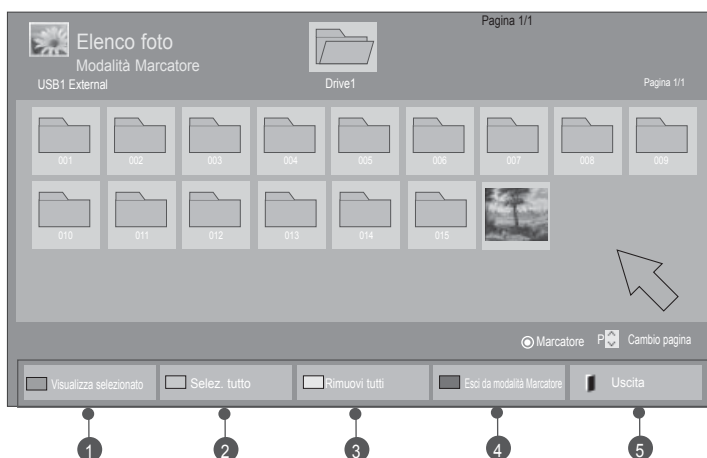 Pagina 1/1
Elenco foto
Modalità Marcatore
USB1 External
Drive1
Pagina 1/1
001 002 003 004 005 006 007 008 009
010 011 012 013 014 015
Marcatore P Cambio pagina
Visualizza selezionato Selez. tutto Rimuovi tutti Esci da modalità Marcatore Uscita
1 2 3 4 5